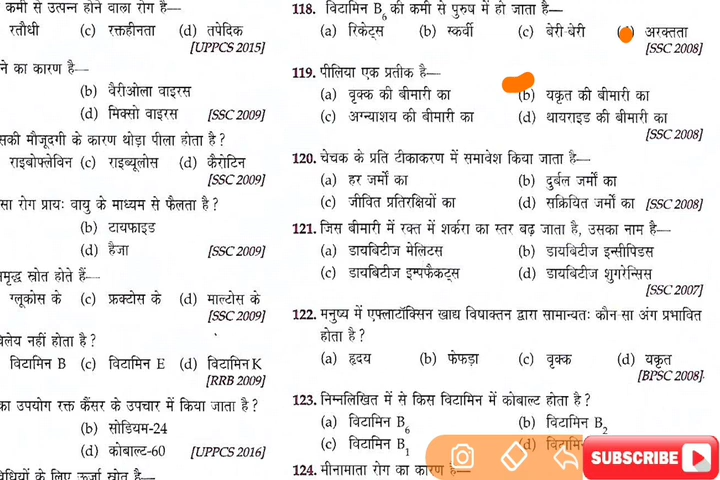 कमी से उत्पन्न होने वाला रोग है—
रतौधी (c) रक्तहीनता (d) तपेदिक
[UPPCS 2015]
ने का कारण है—
(b) वैरीओला वाइरस
(d) मिक्सो वाइरस [SSC 2009]
सकी मौजूदगी के कारण थोड़ा पीला होता है ?
राइबोफ्लेविन (c) राइब्यूलोस (d) कैरोटिन
[SSC 2009]
सा रोग प्रायः वायु के माध्यम से फैलता है ?
(b) टायफाइड
(d) हैजा [SSC 2009]
समृद्ध स्रोत होते हैं—
ग्लूकोस के (c) फ्रक्टोस के (d) माल्टोस के
[SSC 2009]
वेलेय नहीं होता है ?
विटामिन B (c) विटामिन E (d) विटामिन K
[RRB 2009]
का उपयोग रक्त कैंसर के उपचार में किया जाता है ?
(b) सोडियम-24
(d) कोबाल्ट-60 [UPPCS 2016]
विधियों के लिए ऊर्जा स्रोत है—
118. विटामिन B6 की कमी से पुरुष में हो जाता है—
(a) रिकेट्स (b) स्कर्वी (c) बेरी-बेरी अरक्तता
[SSC 2008]
119. पीलिया एक प्रतीक है—
(a) वृक्क की बीमारी का (b) यकृत की बीमारी का
(c) अग्न्याशय की बीमारी का (d) थायराइड की बीमारी का
[SSC 2008]
120. चेचक के प्रति टीकाकरण में समावेश किया जाता है—
(a) हर जर्मों का (b) दुर्बल जर्मों का
(c) जीवित प्रतिरक्षियों का (d) सक्रिवित जर्मों का [SSC 2008]
121. जिस बीमारी में रक्त में शर्करा का स्तर बढ़ जाता है, उसका नाम है—
(a) डायबिटीज मेलिटस (b) डायबिटीज इन्सीपिडस
(c) डायबिटीज इम्पफैक्ट्स (d) डायबिटीज शुगरेन्सिस
[SSC 2007]
122. मनुष्य में एफ्लाटॉक्सिन खाद्य विषाक्तन द्वारा सामान्यतः कौन-सा अंग प्रभावित
होता है ?
(a) हृदय (b) फेफड़ा (c) वृक्क (d) यकृत
[BPSC 2008]
123. निम्नलिखित में से किस विटामिन में कोबाल्ट होता है ?
(a) विटामिन B6 (b) विटामिन B2
(c) विटामिन B1 (d)
124. मीनामाता रोग का कारण है—
SUBSCRIBE